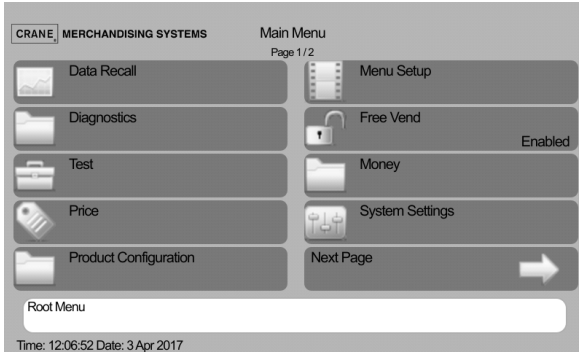 CRANE® MERCHANDISING SYSTEMS
Main Menu
Page 1 / 2
Data Recall
Menu Setup
Diagnostics
Free Vend
Enabled
Test
Money
Price
System Settings
Product Configuration
Next Page
Root Menu
Time: 12:06:52 Date: 3 Apr 2017